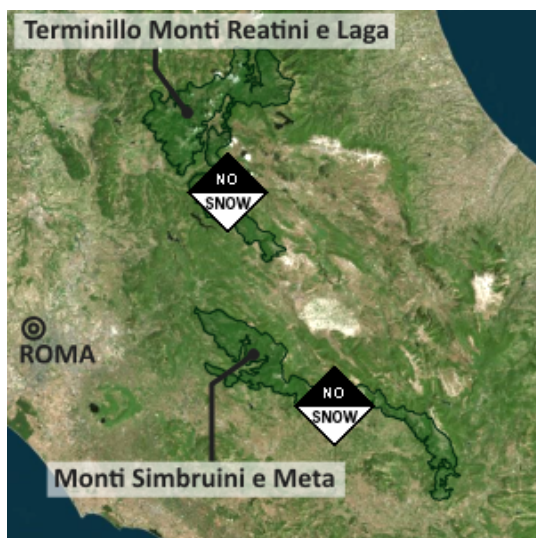 Terminillo Monti Reatini e Laga
NO
SNOW
ROMA
NO
SNOW
Monti Simbruini e Meta